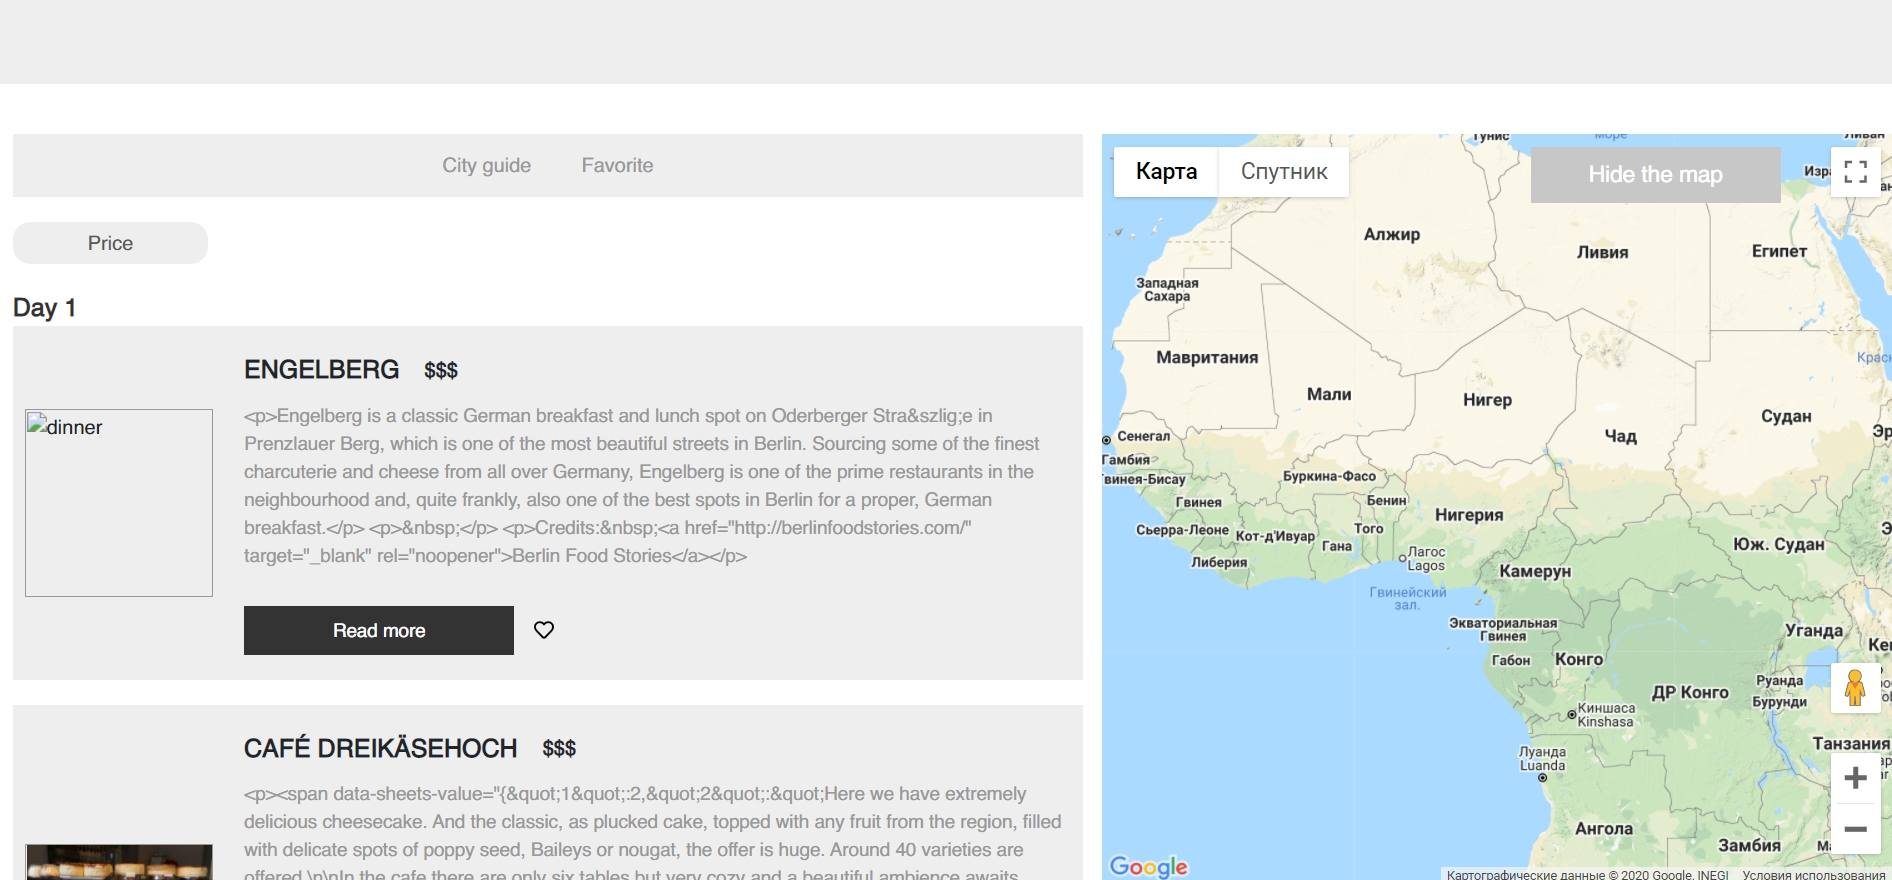 City guide Favorite
Price
Day 1
ENGELBERG $$$
dinner
<p>Engelberg is a classic German breakfast and lunch spot on Oderberger Stra&szlig;e in
Prenzlauer Berg, which is one of the most beautiful streets in Berlin. Sourcing some of the finest
charcuterie and cheese from all over Germany, Engelberg is one of the prime restaurants in the
neighbourhood and, quite frankly, also one of the best spots in Berlin for a proper, German
breakfast.</p> <p>&nbsp;</p> <p>Credits:&nbsp;<a href="http://berlinfoodstories.com/"
target="_blank" rel="noopener">Berlin Food Stories</a></p>
Read more
CAFÉ DREIKÄSEHOCH $$$
<p><span data-sheets-value="{&quot;1&quot;:2,&quot;2&quot;:&quot;Here we have extremely
delicious cheesecake. And the classic, as plucked cake, topped with any fruit from the region, filled
with delicate spots of poppy seed, Baileys or nougat, the offer is huge. Around 40 varieties are
offered.\n\nIn the cafe there are only six tables but very cozy and a beautiful ambience awaits
Карта Спутник
Hide the map
Тунис
море
Ливан
Изра
Алжир
Ливия
Египет
Западная
Сахара
Мавритания
Мали
Нигер
Чад
Судан
Красн
Эр
Сенегал
Гамбия
Гвинея-Бисау
Буркина-Фасо
Гвинея
Бенин
Нигерия
Сьерра-Леоне
Кот-д'Ивуар
Того
Гана
Либерия
Лагос
Lagos
Юж. Судан
Камерун
Гвинейский
зал.
Экваториальная
Гвинея
Уганда
Кен
Габон
Конго
ДР Конго
Руанда
Бурунди
Киншаса
Kinshasa
Луанда
Luanda
Танзания
Ангола
Замбия
Google
Картографические данные © 2020 Google, INEGI Условия использования